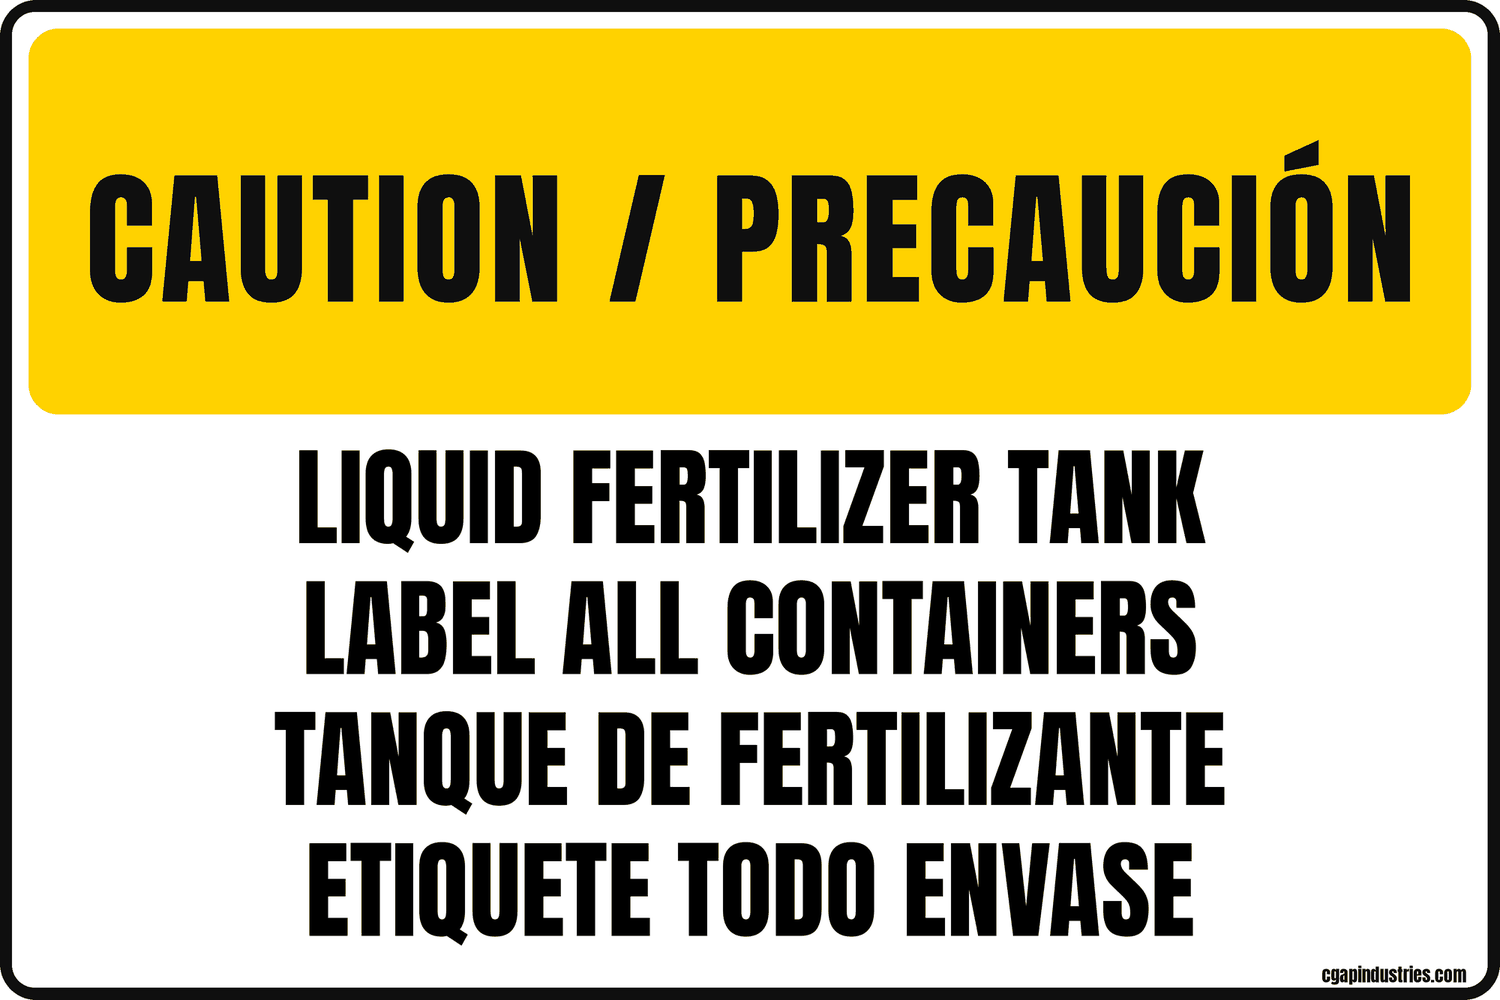 CAUTION / PRECAUCIÓN
LIQUID FERTILIZER TANK
LABEL ALL CONTAINERS
TANQUE DE FERTILIZANTE
ETIQUETE TODO ENVASE
cgapindustries.com